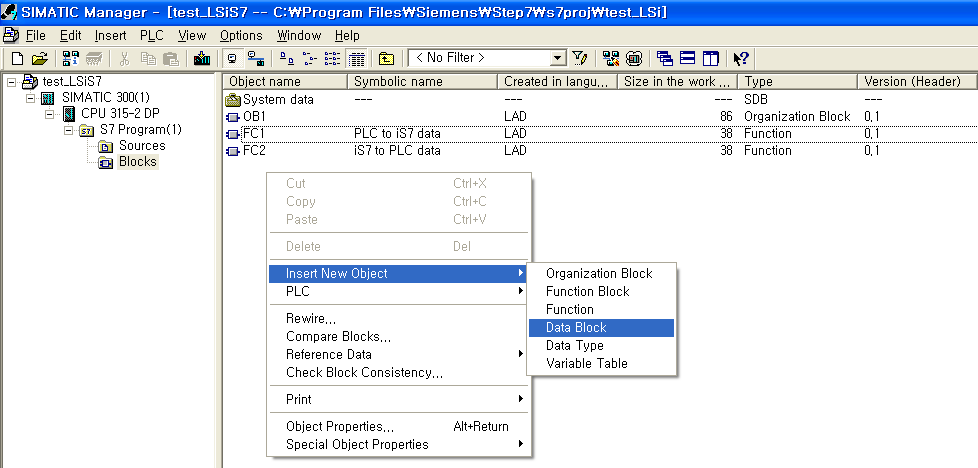 SIMATIC Manager - [test_LSiS7 -- C:₩Program Files₩Siemens₩Step7₩s7proj₩test_LSi]
File Edit Insert PLC View Options Window Help
< No Filter >
test_LSiS7
SIMATIC 300(1)
CPU 315-2 DP
S7 Program(1)
Sources
Blocks
Object name Symbolic name Created in langu... Size in the work ... Type Version (Header)
System data --- --- --- SDB ---
OB1 LAD 86 Organization Block 0,1
FC1 PLC to iS7 data LAD 38 Function 0,1
FC2 iS7 to PLC data LAD 38 Function 0,1
Cut Ctrl+X
Copy Ctrl+C
Paste Ctrl+V
Delete Del
Insert New Object
PLC
Rewire...
Compare Blocks...
Reference Data
Check Block Consistency...
Print
Object Properties... Alt+Return
Special Object Properties
Organization Block
Function Block
Function
Data Block
Data Type
Variable Table